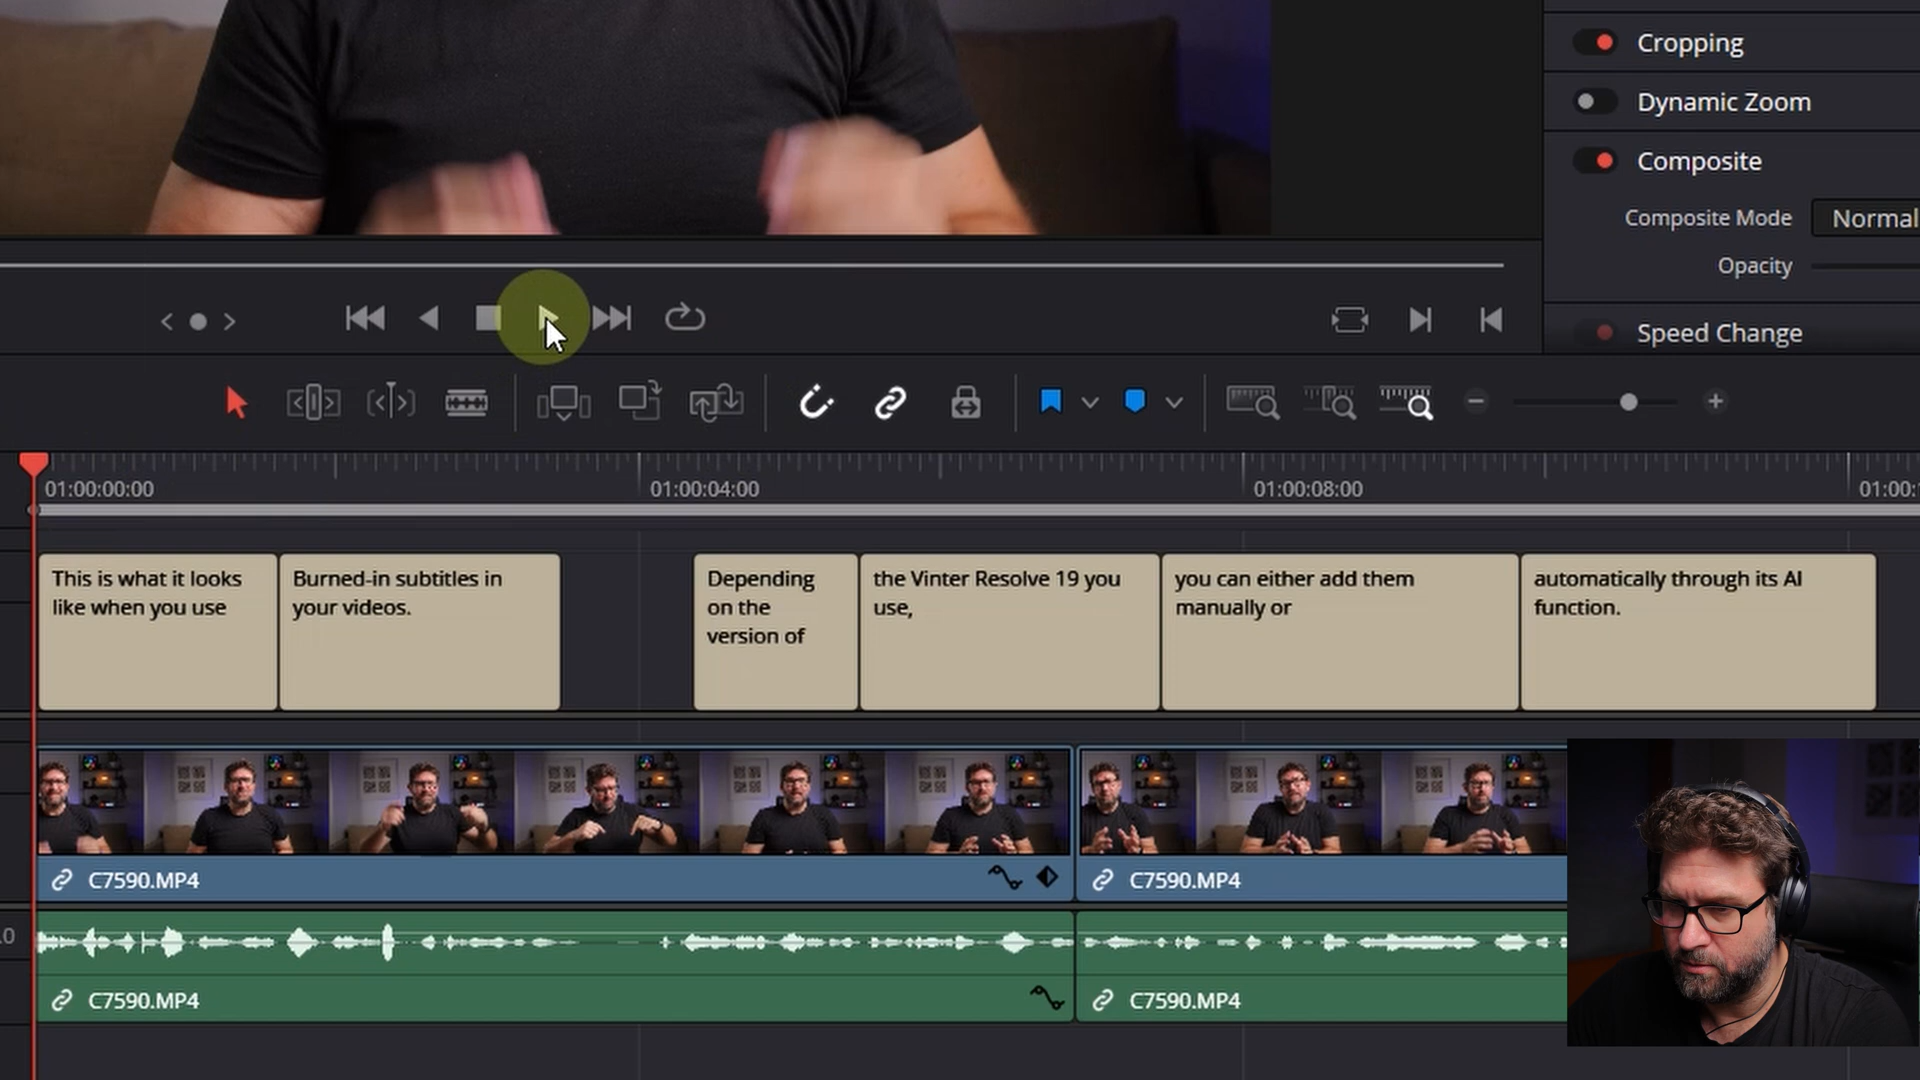 Cropping
Dynamic Zoom
Composite
Composite Mode
Normal
Opacity
Speed Change
01:00:00:00
01:00:04:00
01:00:08:00
01:00:
This is what it looks
like when you use
Burned-in subtitles in
your videos.
Depending
on the
version of
the Vinter Resolve 19 you
use,
you can either add them
manually or
automatically through its AI
function.
C7590.MP4
C7590.MP4
.0
C7590.MP4
C7590.MP4